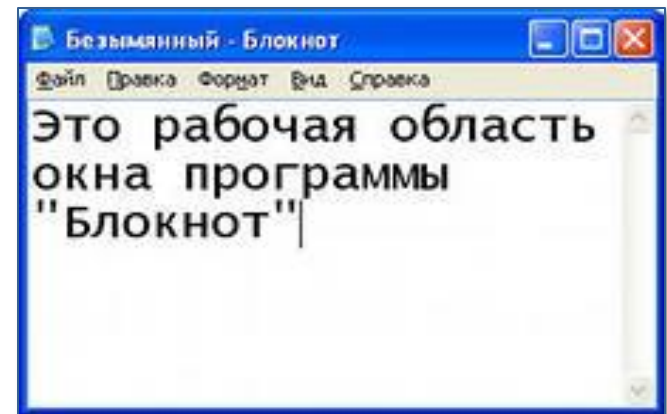 Безымянный - Блокнот
Файл Правка Формат Вид Справка
Это рабочая область
окна программы
"Блокнот"